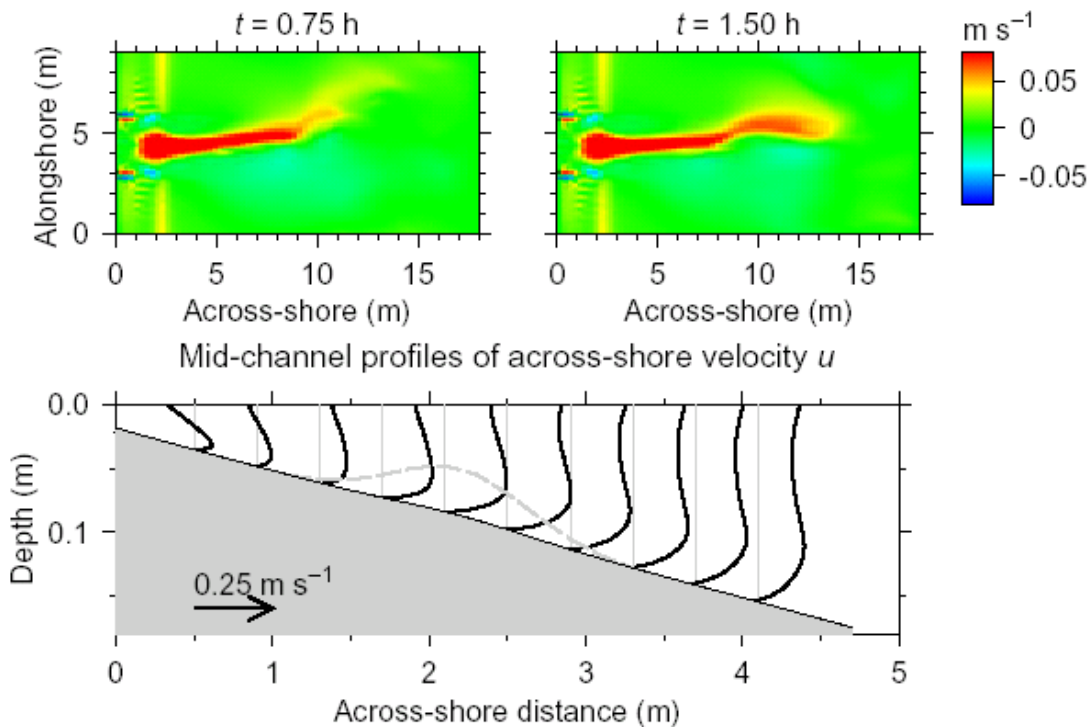 t = 0.75 h
t = 1.50 h
m s⁻¹
Alongshore (m)
5
0
0.05
0
-0.05
0 5 10 15
0 5 10 15
Across-shore (m)
Across-shore (m)
Mid-channel profiles of across-shore velocity u
Depth (m)
0.0
0.1
0.25 m s⁻¹
0 1 2 3 4 5
Across-shore distance (m)